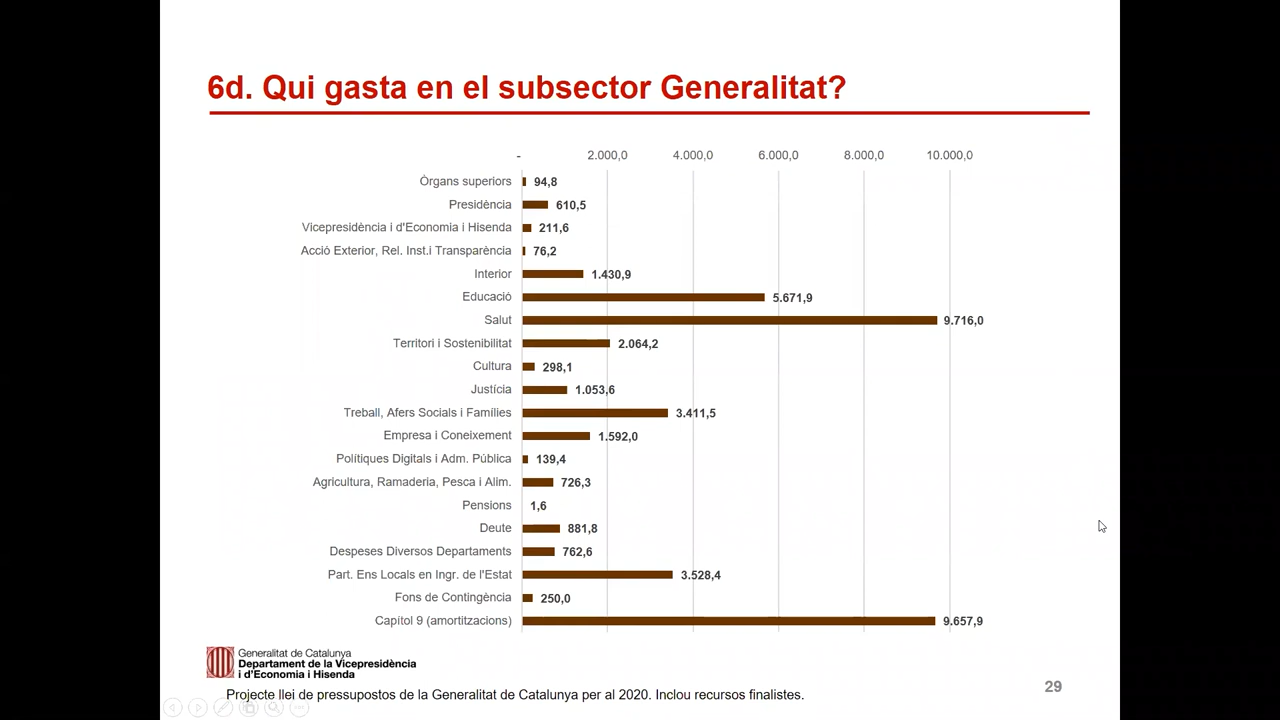 6d. Qui gasta en el subsector Generalitat?
- 2.000,0 4.000,0 6.000,0 8.000,0 10.000,0
Òrgans superiors 94,8
Presidència 610,5
Vicepresidència i d'Economia i Hisenda 211,6
Acció Exterior, Rel. Inst.i Transparència 76,2
Interior 1.430,9
Educació 5.671,9
Salut 9.716,0
Territori i Sostenibilitat 2.064,2
Cultura 298,1
Justícia 1.053,6
Treball, Afers Socials i Famílies 3.411,5
Empresa i Coneixement 1.592,0
Polítiques Digitals i Adm. Pública 139,4
Agricultura, Ramaderia, Pesca i Alim. 726,3
Pensions 1,6
Deute 881,8
Despeses Diversos Departaments 762,6
Part. Ens Locals en Ingr. de l'Estat 3.528,4
Fons de Contingència 250,0
Capítol 9 (amortitzacions) 9.657,9
Generalitat de Catalunya
Departament de la Vicepresidència
i d'Economia i Hisenda
Projecte llei de pressupostos de la Generalitat de Catalunya per al 2020. Inclou recursos finalistes.
29